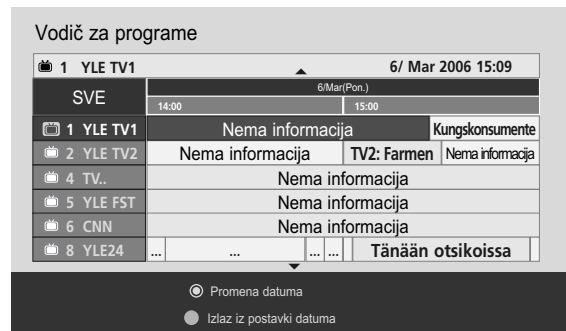 Vodič za programe
1 YLE TV1 6/ Mar 2006 15:09
SVE 6/Mar(Pon.)
14:00 15:00
1 YLE TV1 Nema informacija Kungskonsumente
2 YLE TV2 Nema informacija TV2: Farmen Nema informacija
4 TV.. Nema informacija
5 YLE FST Nema informacija
6 CNN Nema informacija
8 YLE24 ... ... ... ... Tänään otsikoissa
Promena datuma
Izlaz iz postavki datuma